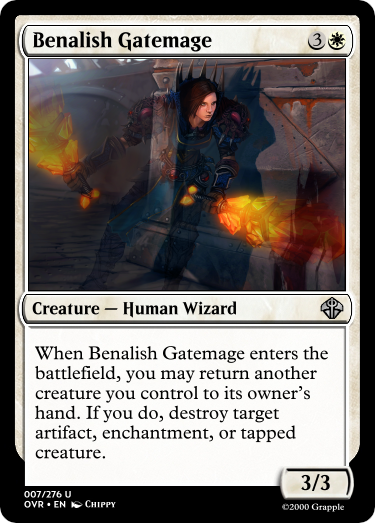 Benalish Gatemage 3
Creature — Human Wizard
When Benalish Gatemage enters the
battlefield, you may return another
creature you control to its owner's
hand. If you do, destroy target
artifact, enchantment, or tapped
creature.
3/3
007/276 U
OVR • EN Chippy
©2000 Grapple